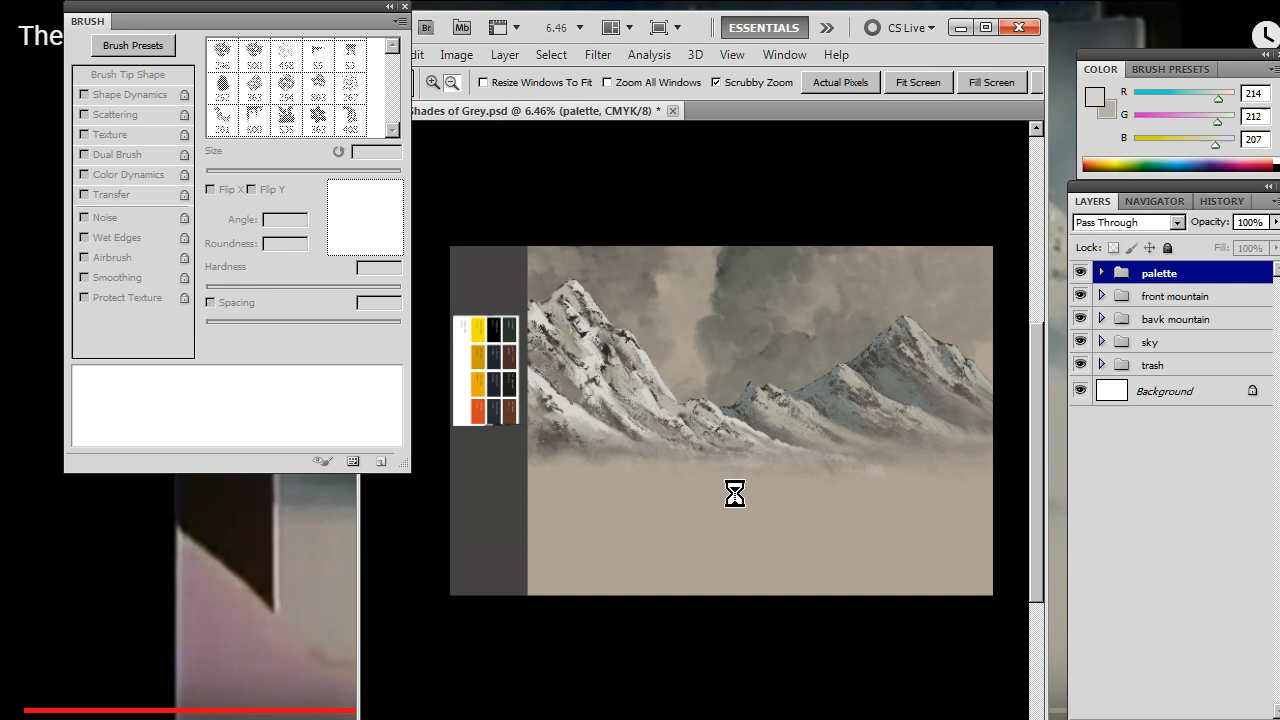 The
BRUSH
Brush Presets
Brush Tip Shape
Shape Dynamics
Scattering
Texture
Dual Brush
Color Dynamics
Transfer
Noise
Wet Edges
Airbrush
Smoothing
Protect Texture
Size
Flip X
Flip Y
Angle:
Roundness:
Hardness
Spacing
Br
Mb
6.46
ESSENTIALS
CS Live
dit
Image
Layer
Select
Filter
Analysis
3D
View
Window
Help
Resize Windows To Fit
Zoom All Windows
Scrubby Zoom
Actual Pixels
Fit Screen
Fill Screen
Shades of Grey.psd @ 6.46% (palette, CMYK/8) *
COLOR
BRUSH PRESETS
R
214
G
212
B
207
LAYERS
NAVIGATOR
HISTORY
Pass Through
Opacity:
100%
Lock:
Fill:
100%
palette
front mountain
bavk mountain
sky
trash
Background